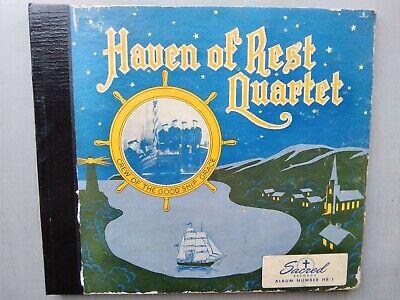 Haven of Rest
Quartet
CREW OF THE GOOD SHIP GRACE
Sacred
RECORDS
ALBUM NUMBER HR-1